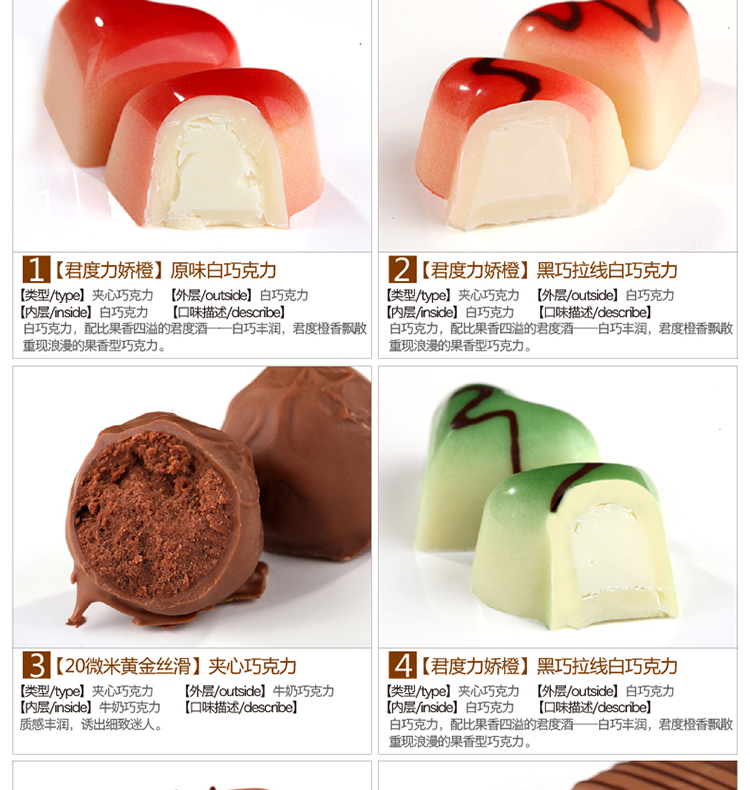 1【君度力娇橙】原味白巧克力
【类型/type】夹心巧克力 【外层/outside】白巧克力
【内层/inside】白巧克力 【口味描述/describe】
白巧克力，配比果香四溢的君度酒——白巧丰润，君度橙香飘散
重现浪漫的果香型巧克力。
2【君度力娇橙】黑巧拉线白巧克力
【类型/type】夹心巧克力 【外层/outside】白巧克力
【内层/inside】白巧克力 【口味描述/describe】
白巧克力，配比果香四溢的君度酒——白巧丰润，君度橙香飘散
重现浪漫的果香型巧克力。
3【20微米黄金丝滑】夹心巧克力
【类型/type】夹心巧克力 【外层/outside】牛奶巧克力
【内层/inside】牛奶巧克力 【口味描述/describe】
质感丰润，诱出细致迷人。
4【君度力娇橙】黑巧拉线白巧克力
【类型/type】夹心巧克力 【外层/outside】白巧克力
【内层/inside】白巧克力 【口味描述/describe】
白巧克力，配比果香四溢的君度酒——白巧丰润，君度橙香飘散
重现浪漫的果香型巧克力。